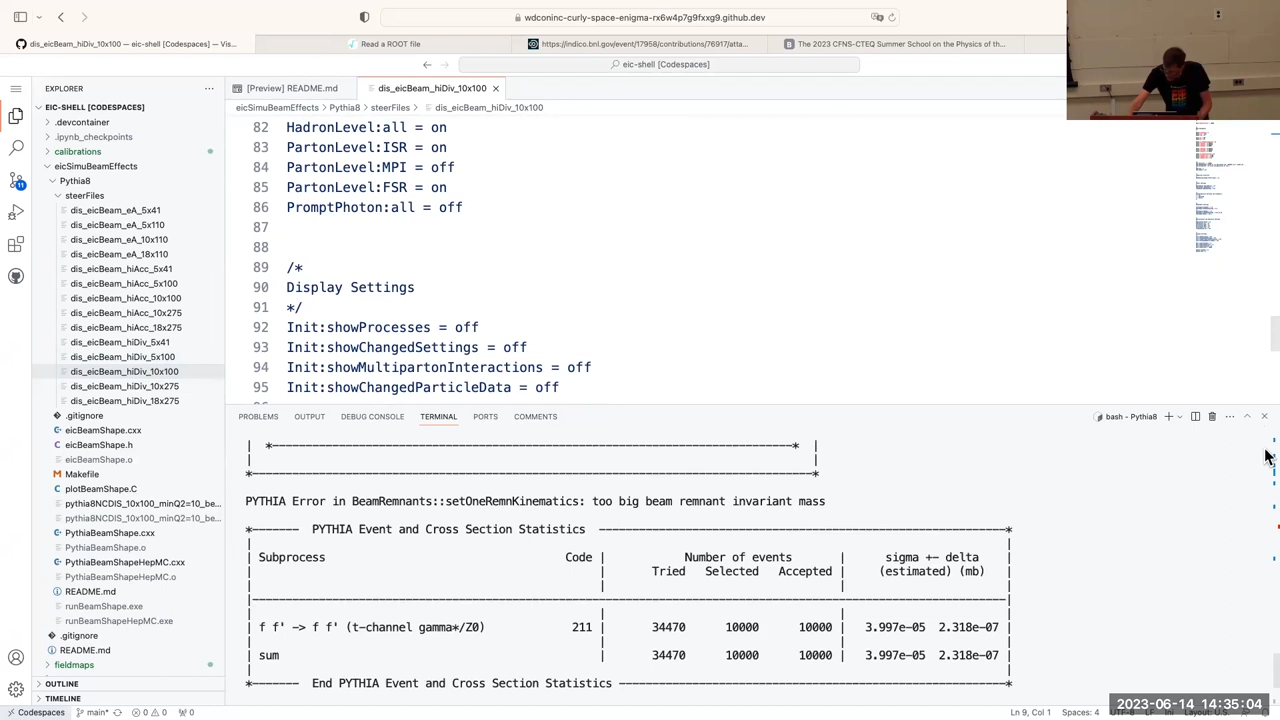 wdconinc-curly-space-enigma-rx6w4p7g9fxxg9.github.dev
dis_eicBeam_hiDiv_10x100 — eic-shell [Codespaces] — Vis...
Read a ROOT file
https://indico.bnl.gov/event/17958/contributions/76917/atta...
The 2023 CFNS-CTEQ Summer School on the Physics of th...
eic-shell [Codespaces]
EXPLORER
[Preview] README.md
dis_eicBeam_hiDiv_10x100
EIC-SHELL [CODESPACES]
eicSimuBeamEffects > Pythia8 > steerFiles > dis_eicBeam_hiDiv_10x100
.devcontainer
.ipynb_checkpoints
calibrations
eicSimuBeamEffects
Pythia8
steerFiles
dis_eicBeam_eA_5x41
dis_eicBeam_eA_5x110
dis_eicBeam_eA_10x110
dis_eicBeam_eA_18x110
dis_eicBeam_hiAcc_5x41
dis_eicBeam_hiAcc_5x100
dis_eicBeam_hiAcc_10x100
dis_eicBeam_hiAcc_10x275
dis_eicBeam_hiAcc_18x275
dis_eicBeam_hiDiv_5x41
dis_eicBeam_hiDiv_5x100
dis_eicBeam_hiDiv_10x100
dis_eicBeam_hiDiv_10x275
dis_eicBeam_hiDiv_18x275
.gitignore
eicBeamShape.cxx
eicBeamShape.h
eicBeamShape.o
Makefile
plotBeamShape.C
pythia8NCDIS_10x100_minQ2=10_be...
pythia8NCDIS_10x100_minQ2=10_be...
PythiaBeamShape.cxx
PythiaBeamShape.o
PythiaBeamShapeHepMC.cxx
PythiaBeamShapeHepMC.o
README.md
runBeamShape.exe
runBeamShapeHepMC.exe
.gitignore
README.md
fieldmaps
OUTLINE
TIMELINE
82 HadronLevel:all = on
83 PartonLevel:ISR = on
84 PartonLevel:MPI = off
85 PartonLevel:FSR = on
86 PromptPhoton:all = off
87
88
89 /*
90 Display Settings
91 */
92 Init:showProcesses = off
93 Init:showChangedSettings = off
94 Init:showMultipartonInteractions = off
95 Init:showChangedParticleData = off
PROBLEMS OUTPUT DEBUG CONSOLE TERMINAL PORTS COMMENTS
bash - Pythia8
| *------------------------------------------------------------------------* |
| |
*-------------------------------------------------------------------------------*
PYTHIA Error in BeamRemnants::setOneRemnKinematics: too big beam remnant invariant mass
*------- PYTHIA Event and Cross Section Statistics -------------------------------------------------------------*
| Subprocess Code | Number of events | sigma +- delta
| | Tried Selected Accepted | (estimated) (mb)
| f f' -> f f' (t-channel gamma*/Z0) 211 | 34470 10000 10000 | 3.997e-05 2.318e-07 |
| sum | 34470 10000 10000 | 3.997e-05 2.318e-07 |
*------- End PYTHIA Event and Cross Section Statistics ----------------------------------------------------------*
11
Codespaces
main*
0 0
0
Ln 9, Col 1 Spaces: 4
2023-06-14 14:35:04